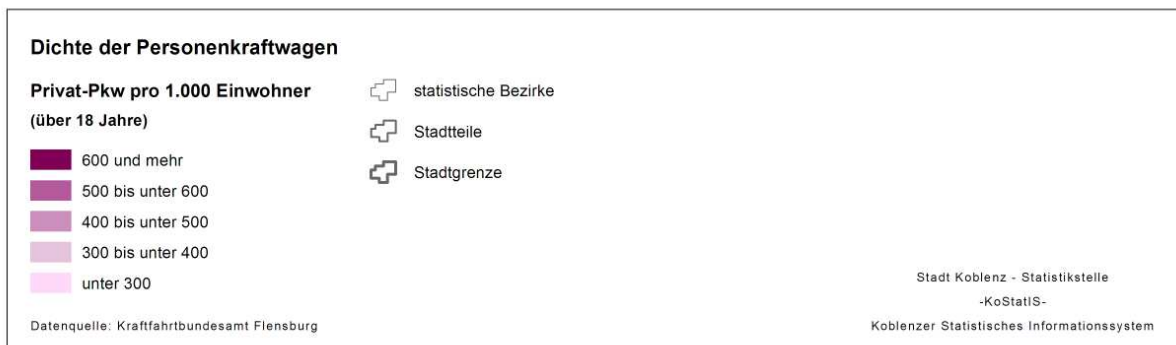 Dichte der Personenkraftwagen
Privat-Pkw pro 1.000 Einwohner
(über 18 Jahre)
600 und mehr
500 bis unter 600
400 bis unter 500
300 bis unter 400
unter 300
Datenquelle: Kraftfahrtbundesamt Flensburg
statistische Bezirke
Stadtteile
Stadtgrenze
Stadt Koblenz - Statistikstelle
-KoStatIS-
Koblenzer Statistisches Informationssystem